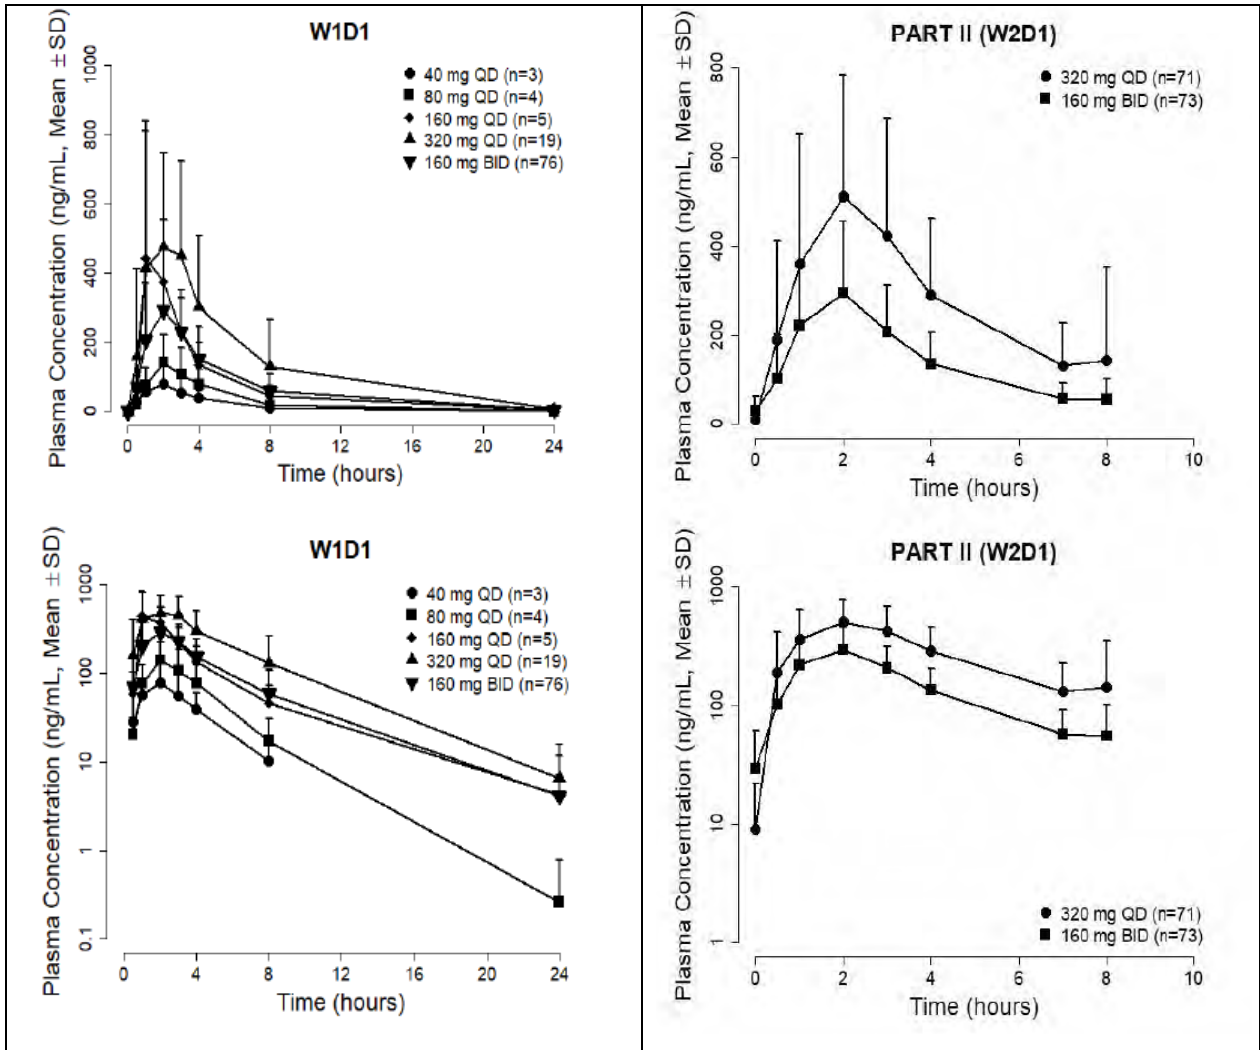 W1D1
Plasma Concentration (ng/mL, Mean ±SD)
1000
800
600
400
200
0
40 mg QD (n=3)
80 mg QD (n=4)
160 mg QD (n=5)
320 mg QD (n=19)
160 mg BID (n=76)
0 4 8 12 16 20 24
Time (hours)
PART II (W2D1)
Plasma Concentration (ng/mL, Mean ±SD)
800
600
400
200
0
320 mg QD (n=71)
160 mg BID (n=73)
0 2 4 6 8 10
Time (hours)
W1D1
Plasma Concentration (ng/mL, Mean ±SD)
1000
100
10
1
0.1
40 mg QD (n=3)
80 mg QD (n=4)
160 mg QD (n=5)
320 mg QD (n=19)
160 mg BID (n=76)
0 4 8 12 16 20 24
Time (hours)
PART II (W2D1)
Plasma Concentration (ng/mL, Mean ±SD)
1000
100
10
1
320 mg QD (n=71)
160 mg BID (n=73)
0 2 4 6 8 10
Time (hours)